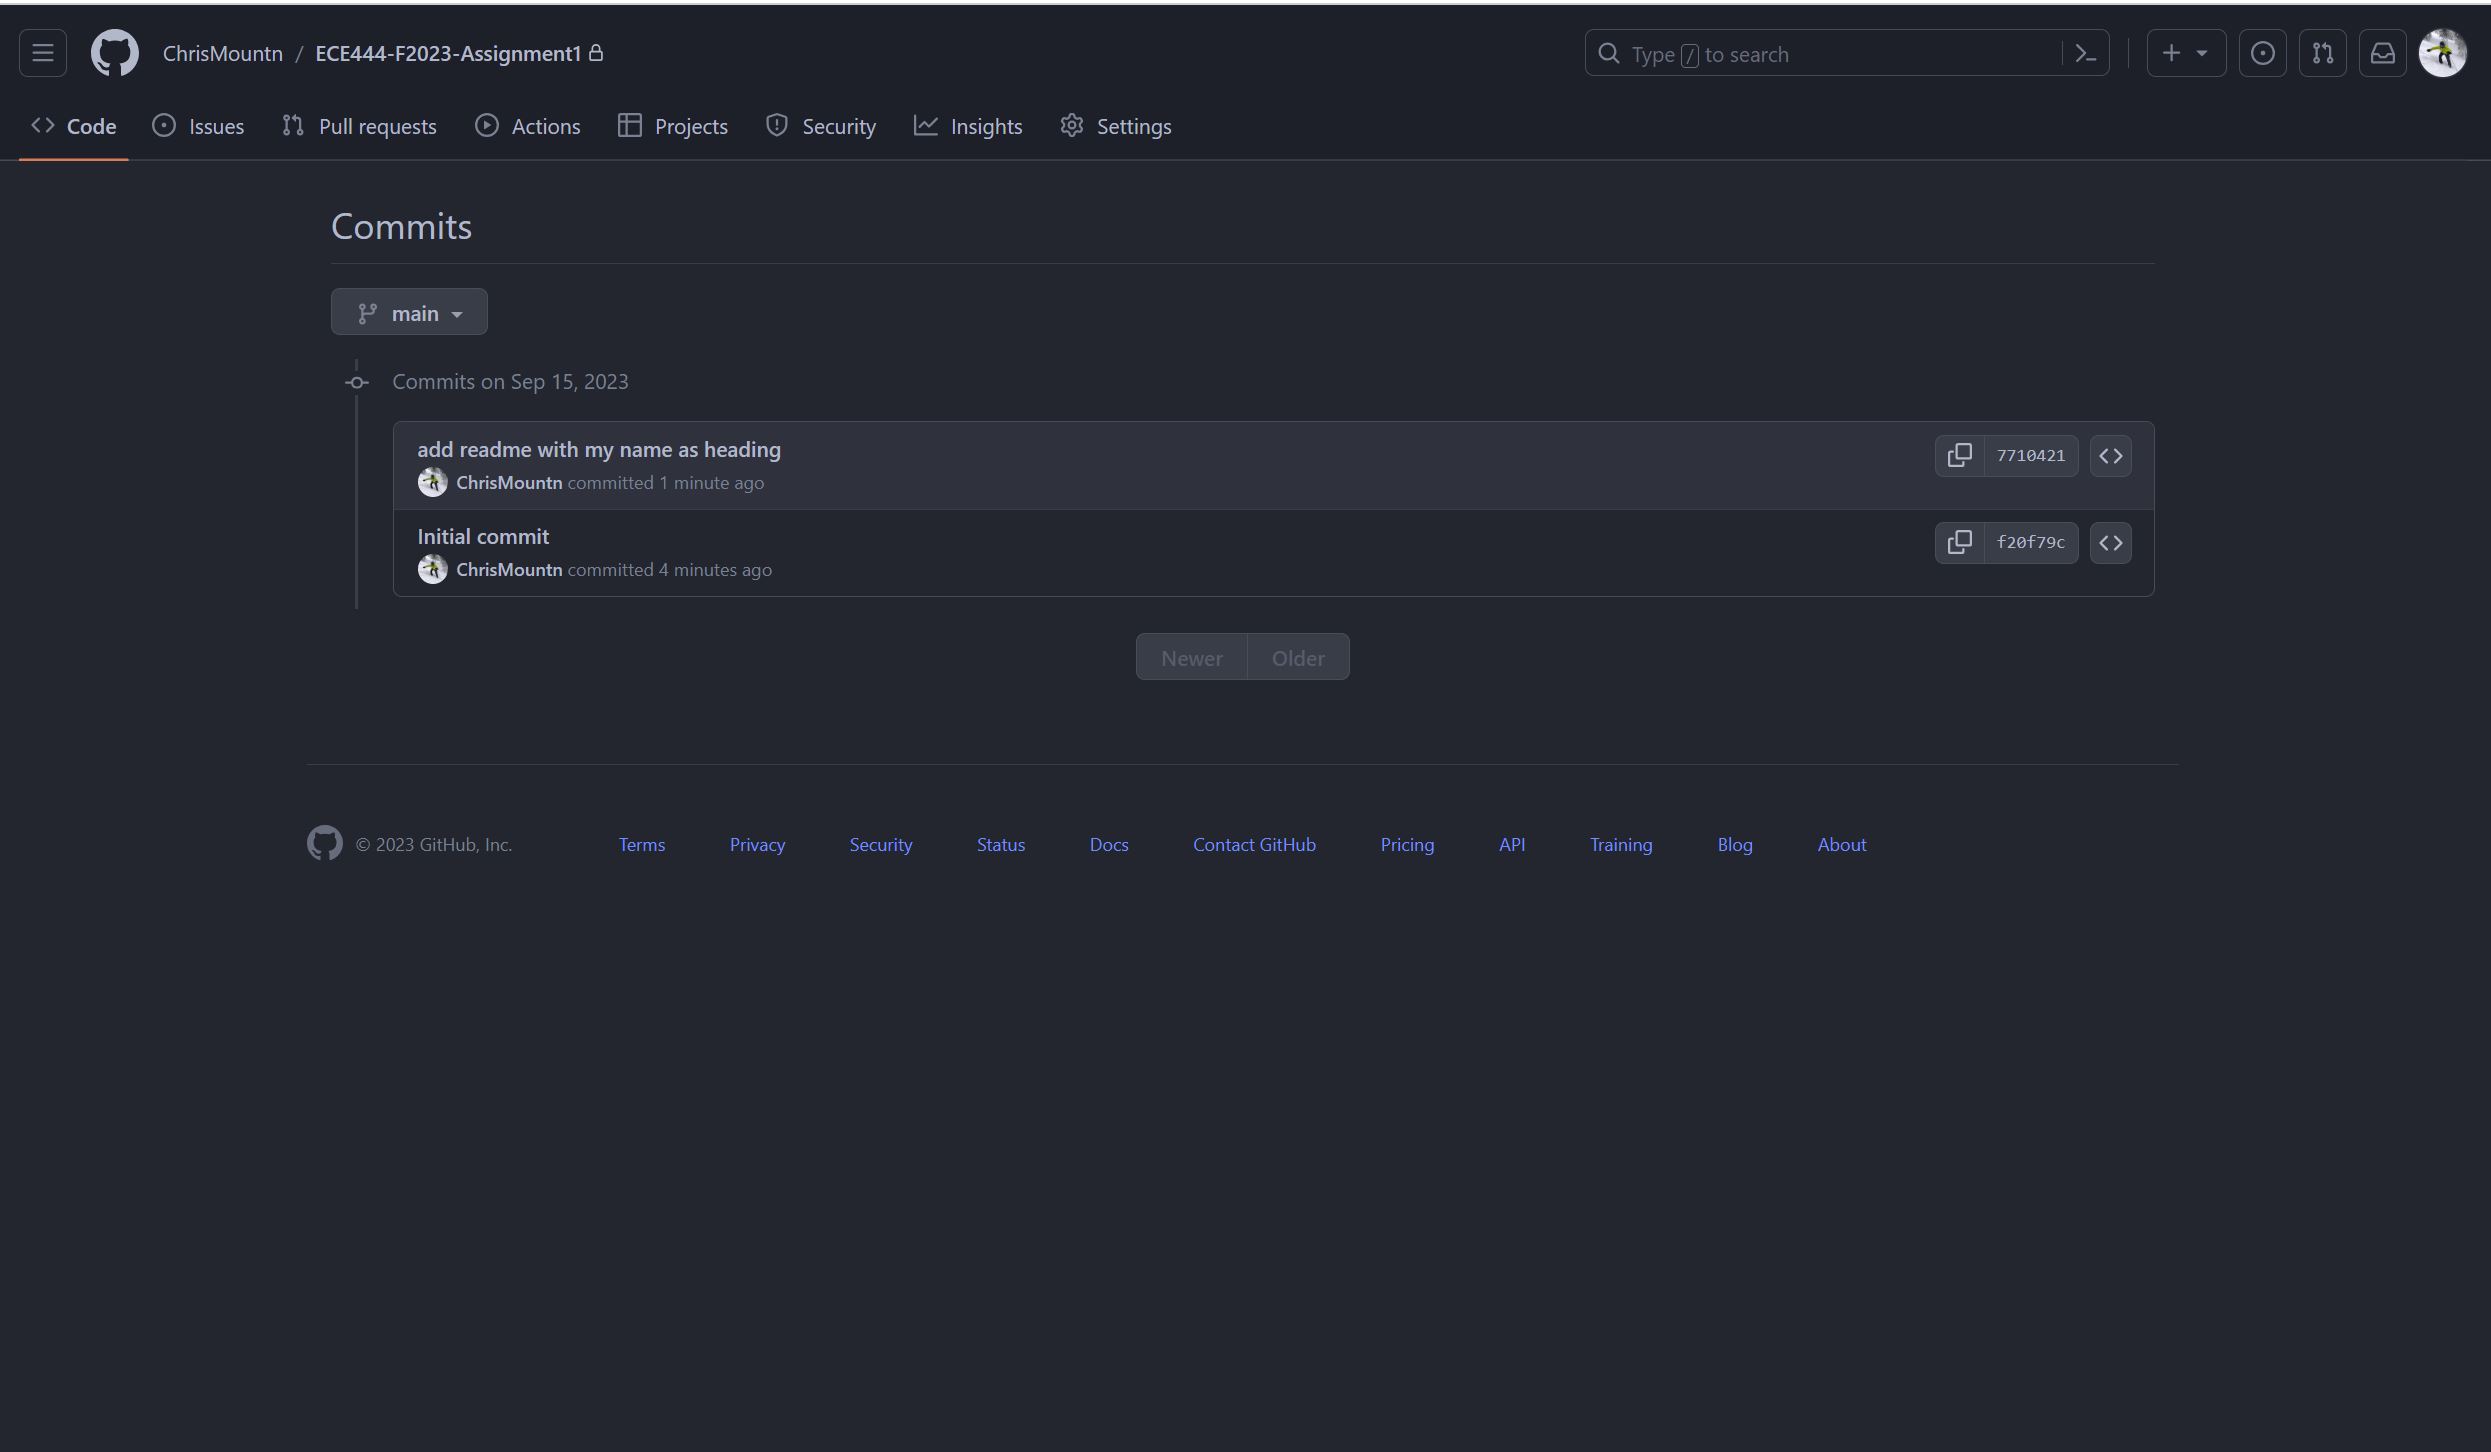 ChrisMountn / ECE444-F2023-Assignment1
Type / to search
Code Issues Pull requests Actions Projects Security Insights Settings
Commits
main
Commits on Sep 15, 2023
add readme with my name as heading
7710421
ChrisMountn committed 1 minute ago
Initial commit
f20f79c
ChrisMountn committed 4 minutes ago
Newer Older
© 2023 GitHub, Inc. Terms Privacy Security Status Docs Contact GitHub Pricing API Training Blog About